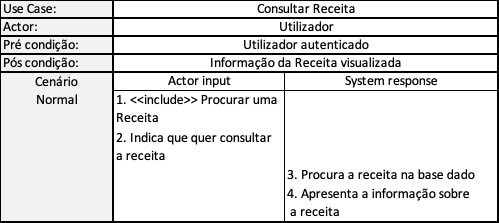 Use Case: Consultar Receita
Actor: Utilizador
Pré condição: Utilizador autenticado
Pós condição: Informação da Receita visualizada
Cenário Actor input System response
Normal 1. <<include>> Procurar uma
Receita
2. Indica que quer consultar
a receita
3. Procura a receita na base dado
4. Apresenta a informação sobre
a receita